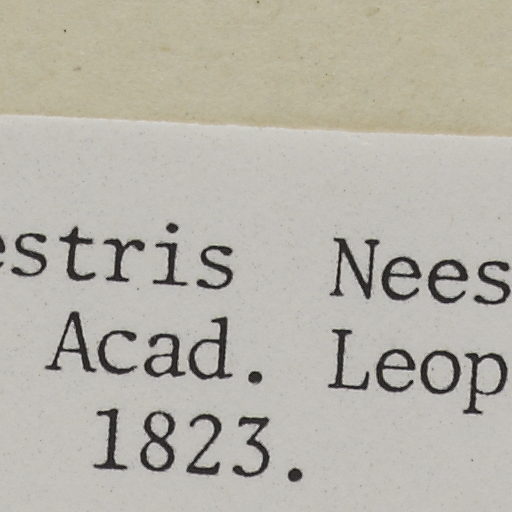 estris Nees
Acad. Leop
1823.